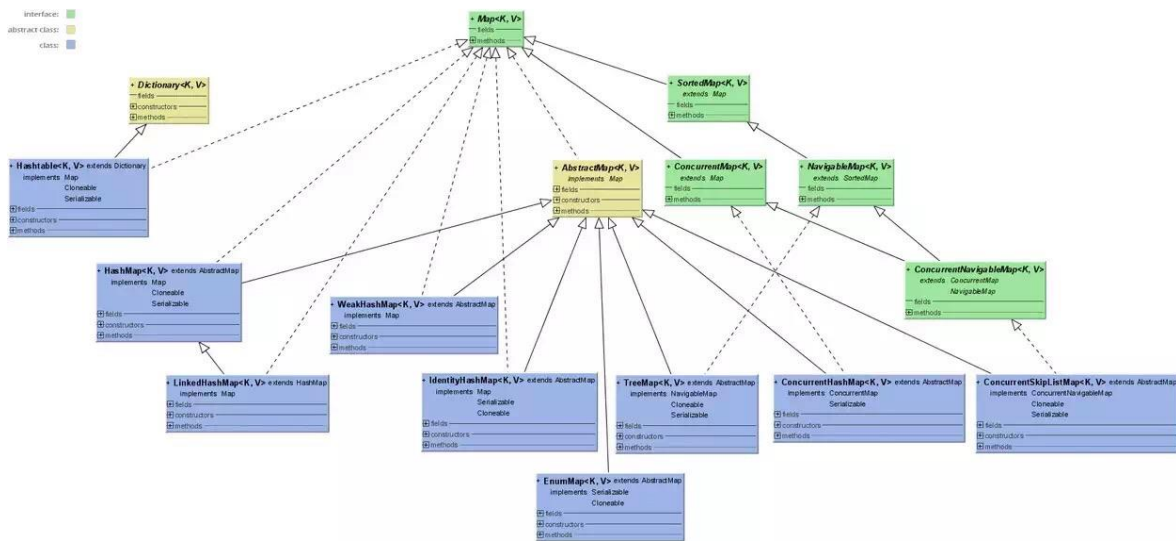 interface:
abstract class:
class:
Map<K, V>
fields
methods
Dictionary<K, V>
fields
constructors
methods
SortedMap<K, V>
extends Map
fields
methods
Hashtable<K, V> extends Dictionary
implements Map
Cloneable
Serializable
fields
constructors
methods
AbstractMap<K, V>
implements Map
fields
constructors
methods
ConcurrentMap<K, V>
extends Map
fields
methods
NavigableMap<K, V>
extends SortedMap
fields
methods
HashMap<K, V> extends AbstractMap
implements Map
Cloneable
Serializable
fields
constructors
methods
WeakHashMap<K, V> extends AbstractMap
implements Map
fields
constructors
methods
ConcurrentNavigableMap<K, V>
extends ConcurrentMap
NavigableMap
fields
methods
LinkedHashMap<K, V> extends HashMap
implements Map
fields
constructors
methods
IdentityHashMap<K, V> extends AbstractMap
implements Map
Serializable
Cloneable
fields
constructors
methods
TreeMap<K, V> extends AbstractMap
implements NavigableMap
Cloneable
Serializable
fields
constructors
methods
ConcurrentHashMap<K, V> extends AbstractMap
implements ConcurrentMap
Serializable
fields
constructors
methods
ConcurrentSkipListMap<K, V> extends AbstractMap
implements ConcurrentNavigableMap
Cloneable
Serializable
fields
constructors
methods
EnumMap<K, V> extends AbstractMap
implements Serializable
Cloneable
fields
constructors
methods